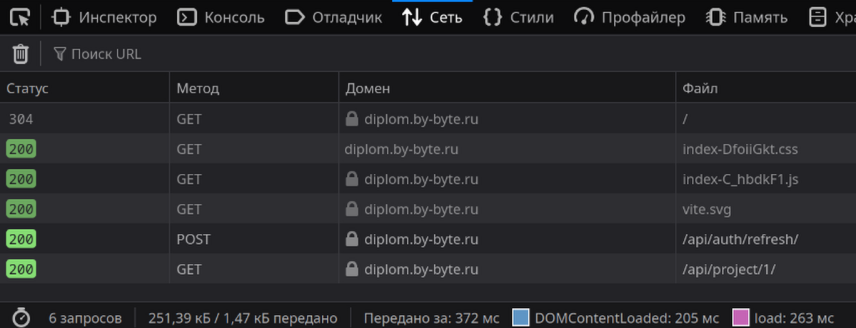 Инспектор Консоль Отладчик Сеть Стили Профайлер Память Хра
Поиск URL
Статус Метод Домен Файл
304 GET diplom.by-byte.ru /
200 GET diplom.by-byte.ru index-DfoiiGkt.css
200 GET diplom.by-byte.ru index-C_hbdkF1.js
200 GET diplom.by-byte.ru vite.svg
200 POST diplom.by-byte.ru /api/auth/refresh/
200 GET diplom.by-byte.ru /api/project/1/
6 запросов 251,39 кБ / 1,47 кБ передано Передано за: 372 мс DOMContentLoaded: 205 мс load: 263 мс